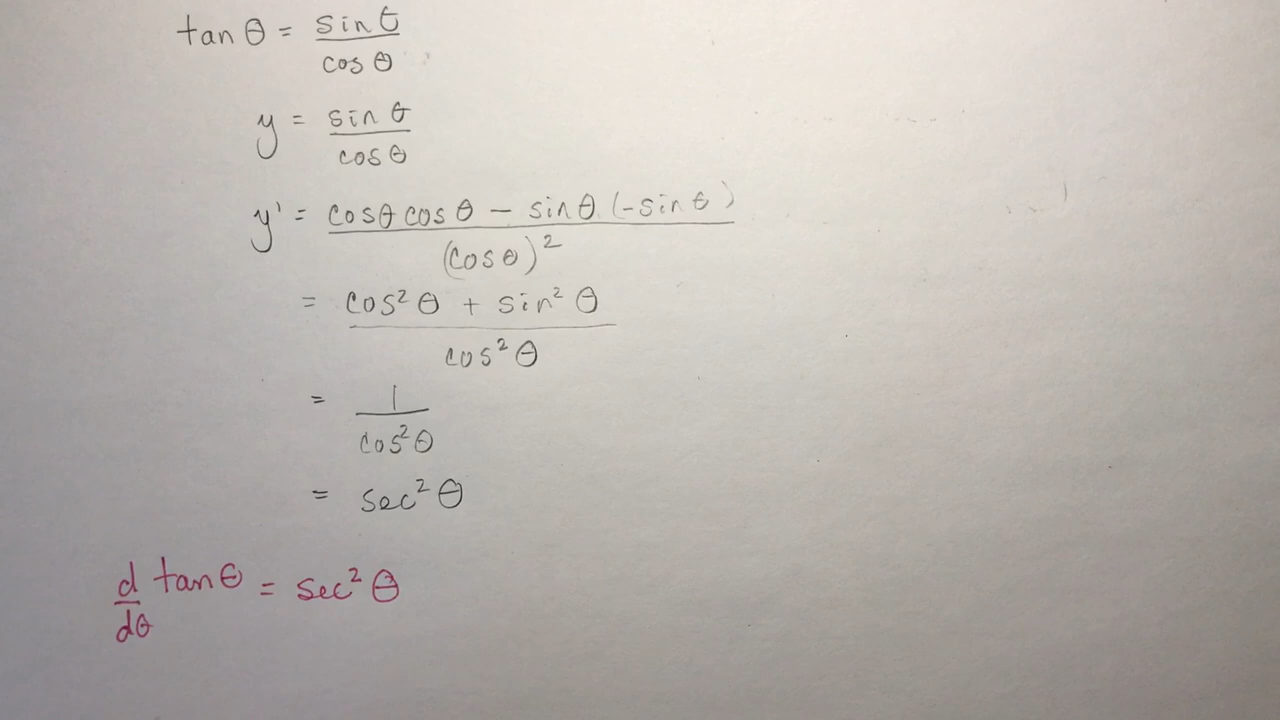 tan θ = sin θ / cos θ
y = sin θ / cos θ
y' = cosθ cos θ − sin θ (−sin θ) / (cos θ)²
= cos² θ + sin² θ / cos² θ
= 1 / cos² θ
= sec² θ
d/dθ tan θ = sec² θ